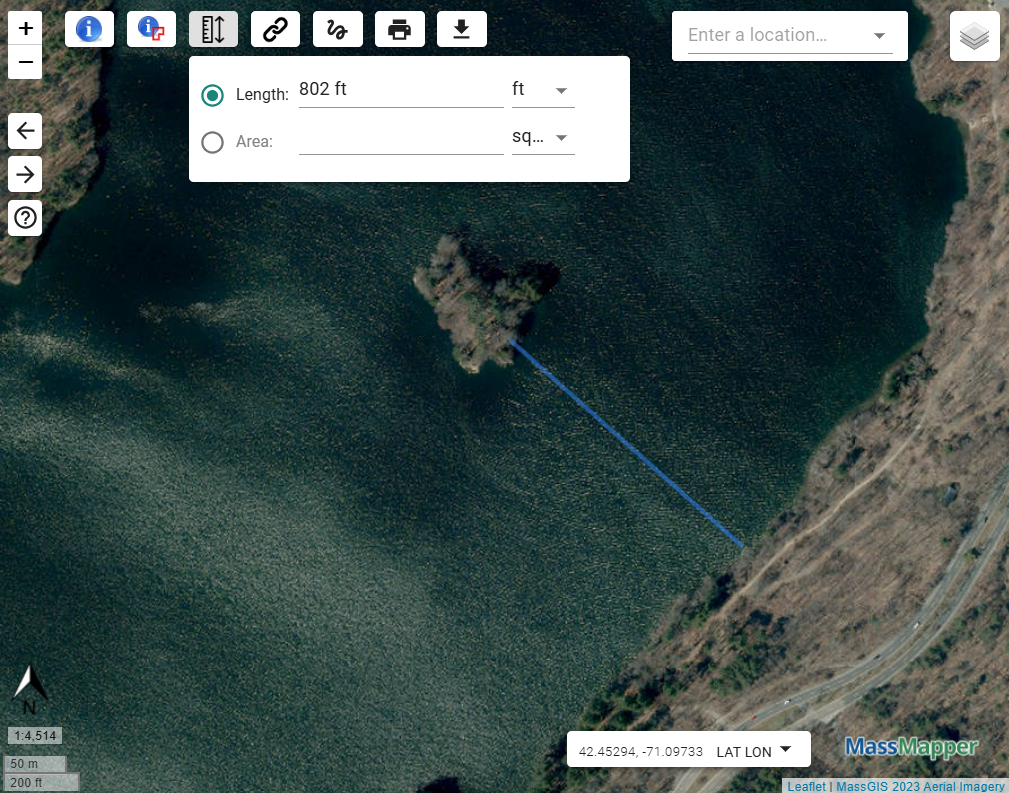 +
−
Enter a location…
Length: 802 ft ft
Area: sq…
N
1:4,514
50 m
200 ft
42.45294, -71.09733 LAT LON
MassMapper
Leaflet | MassGIS 2023 Aerial Imagery